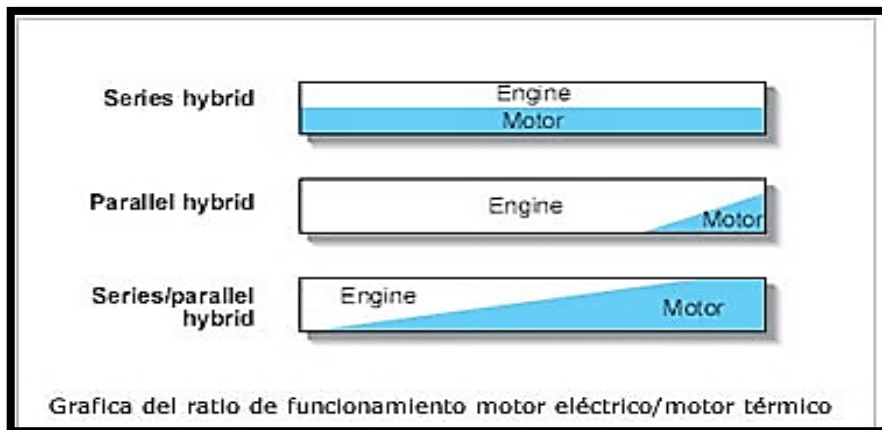 Series hybrid
Engine
Motor
Parallel hybrid
Engine
Motor
Series/parallel
hybrid
Engine
Motor
Grafica del ratio de funcionamiento motor eléctrico/motor térmico